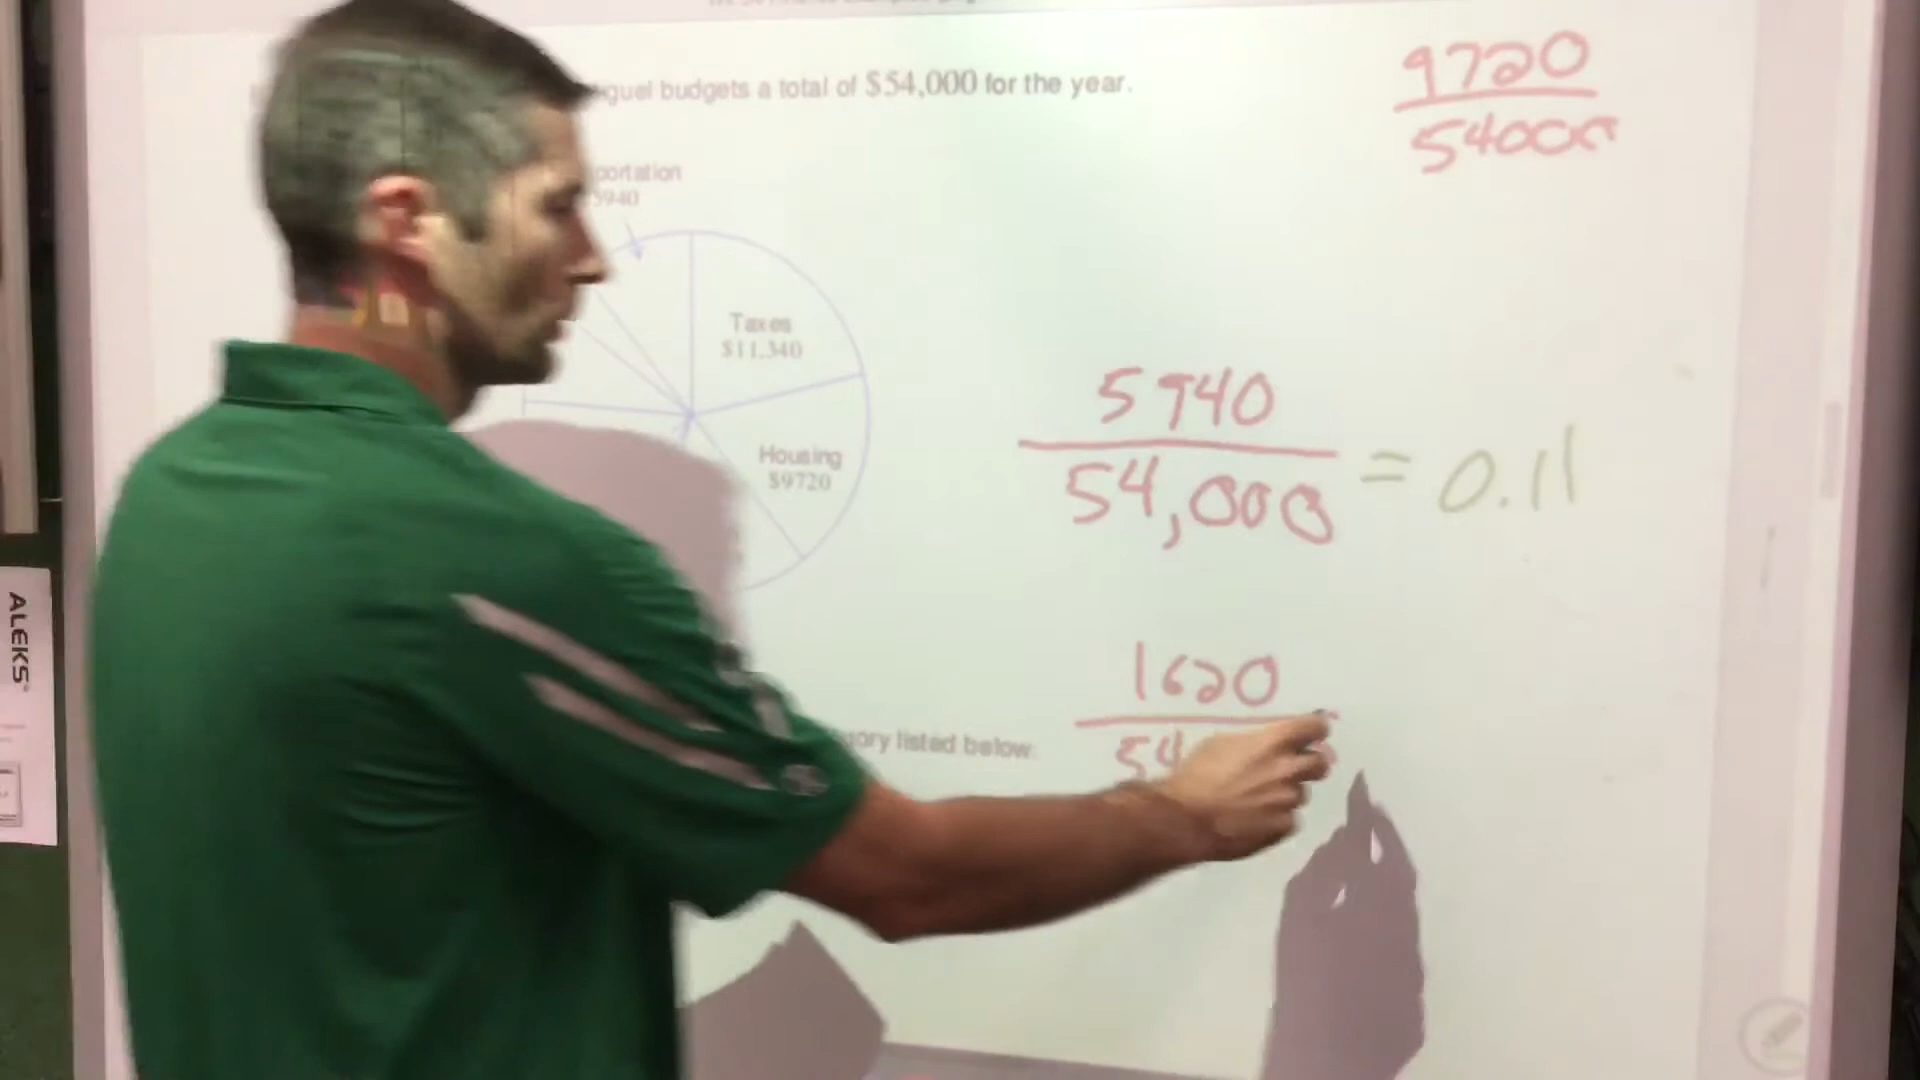 budgets a total of $54,000 for the year.
9720
54000
Taxes
$11,340
Housing
$9720
5940
54,000
= 0.11
1620
54
listed below:
ALEKS®